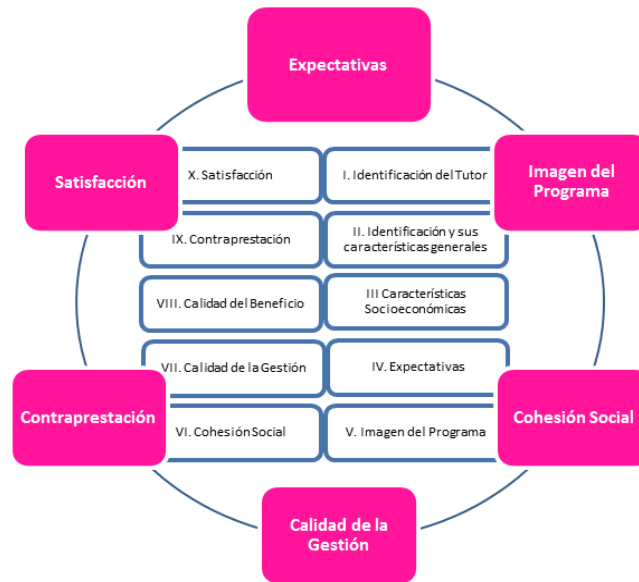 Expectativas
Satisfacción
Imagen del
Programa
X. Satisfacción
I. Identificación del Tutor
IX. Contraprestación
II. Identificación y sus
características generales
VIII. Calidad del Beneficio
III Características
Socioeconómicas
VII. Calidad de la Gestión
IV. Expectativas
Contraprestación
Cohesión Social
VI. Cohesión Social
V. Imagen del Programa
Calidad de la
Gestión